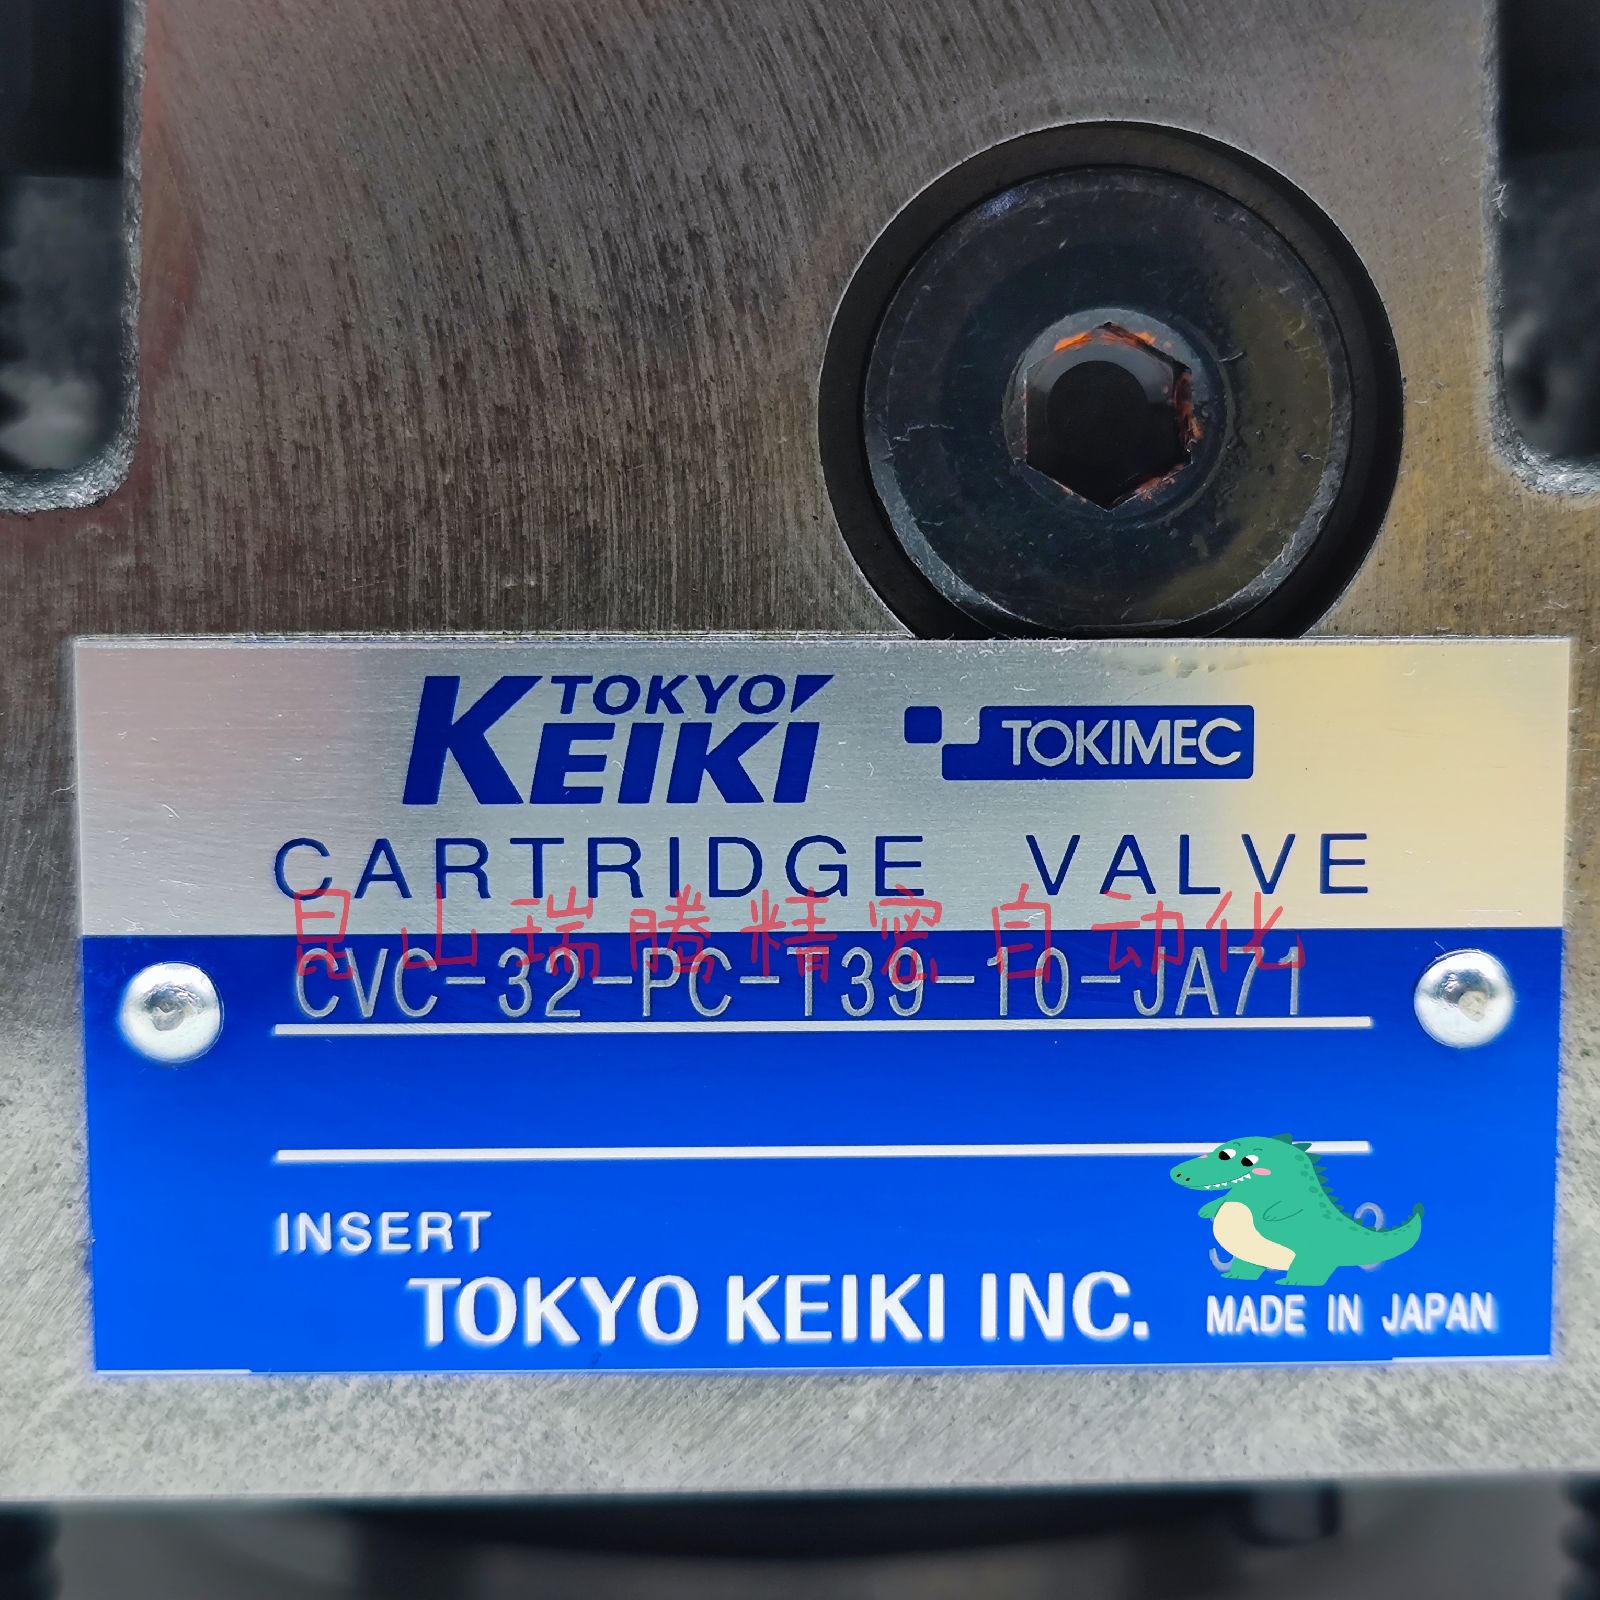 TOKYO KEIKI TOKIMEC
CARTRIDGE VALVE
昆山瑞腾精密自动化
CVC-32-PC-T39-10-JA71
INSERT
TOKYO KEIKI INC. MADE IN JAPAN